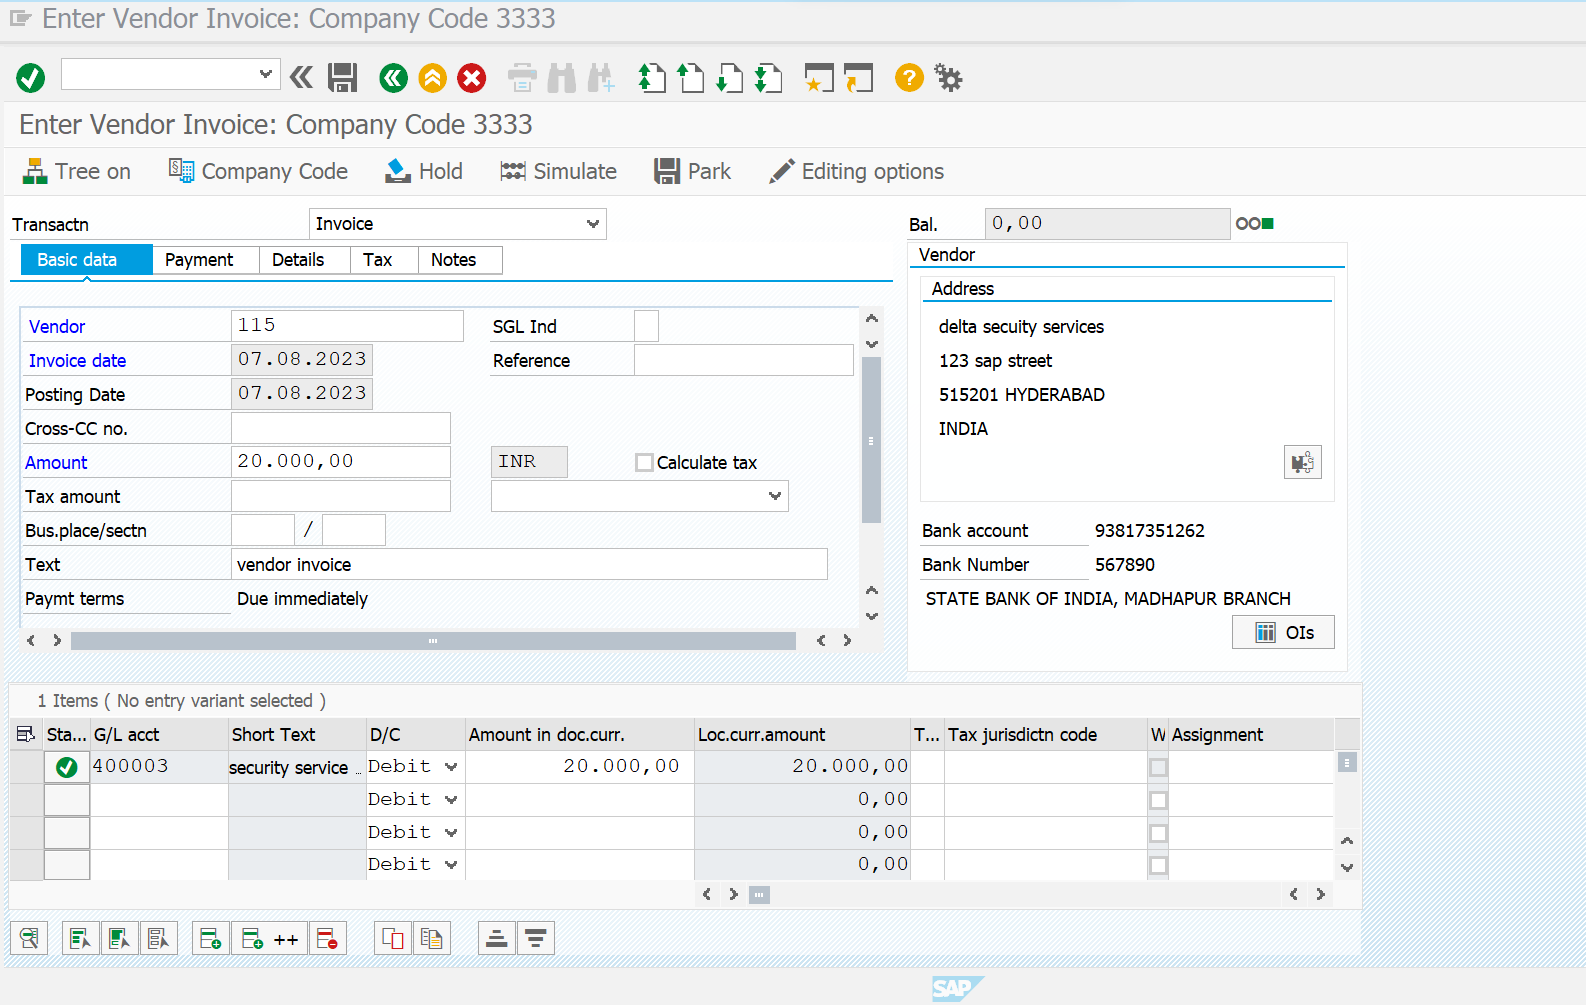 Enter Vendor Invoice: Company Code 3333
Enter Vendor Invoice: Company Code 3333
Tree on Company Code Hold Simulate Park Editing options
Transactn Invoice Bal. 0,00
Basic data Payment Details Tax Notes
Vendor
Address
Vendor 115 SGL Ind
delta secuity services
Invoice date 07.08.2023 Reference
123 sap street
Posting Date 07.08.2023
515201 HYDERABAD
Cross-CC no.
INDIA
Amount 20.000,00 INR Calculate tax
Tax amount
Bus.place/sectn /
Bank account 93817351262
Text vendor invoice
Bank Number 567890
Paymt terms Due immediately
STATE BANK OF INDIA, MADHAPUR BRANCH
OIs
1 Items ( No entry variant selected )
Sta... G/L acct Short Text D/C Amount in doc.curr. Loc.curr.amount T... Tax jurisdictn code W Assignment
400003 security service .. Debit 20.000,00 20.000,00
Debit 0,00
Debit 0,00
Debit 0,00
++
SAP